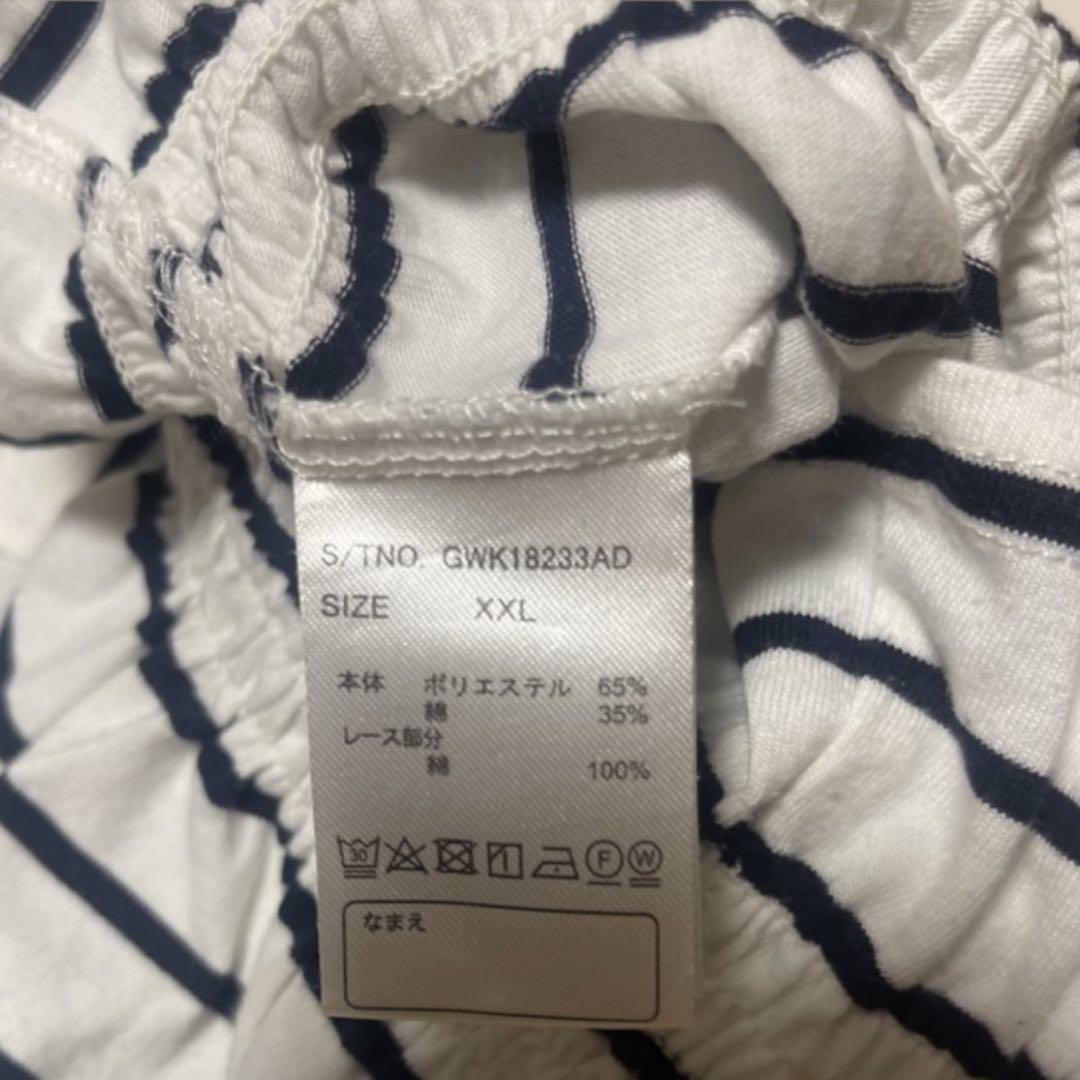 S/TNO. GWK18233AD
SIZE XXL
本体 ポリエステル 65%
綿 35%
レース部分
綿 100%
30 F W
なまえ